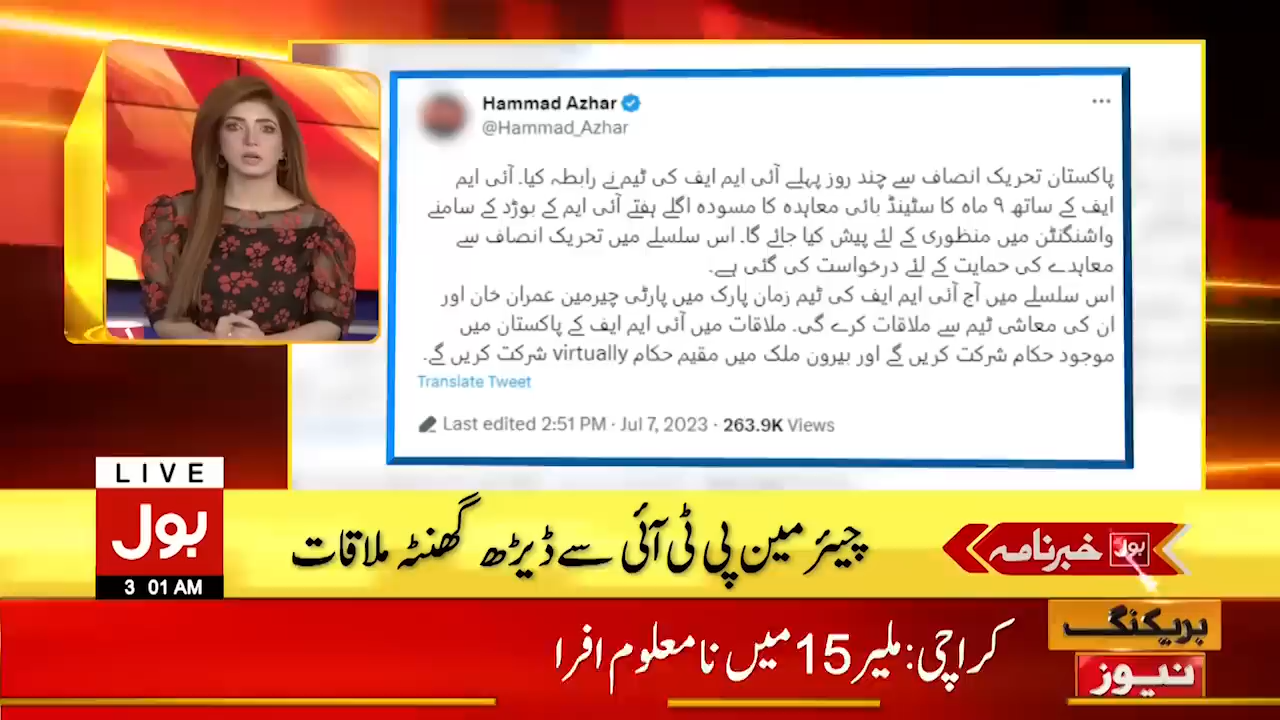 Hammad Azhar
@Hammad_Azhar
پاکستان تحریک انصاف سے چند روز پہلے آئی ایم ایف کی ٹیم نے رابطہ کیا۔ آئی ایم
ایف کے ساتھ ۹ ماہ کا سٹینڈ بائی معاہدہ کا مسودہ اگلے ہفتے آئی ایم کے بوڑد کے سامنے
واشنگٹن میں منظوری کے لئے پیش کیا جائے گا۔ اس سلسلے میں تحریک انصاف سے
معاہدے کی حمایت کے لئے درخواست کی گئی ہے۔
اس سلسلے میں آج آئی ایم ایف کی ٹیم زمان پارک میں پارٹی چیرمین عمران خان اور
ان کی معاشی ٹیم سے ملاقات کرے گی۔ ملاقات میں آئی ایم ایف کے پاکستان میں
موجود حکام شرکت کریں گے اور بیرون ملک میں مقیم حکام virtually شرکت کریں گے۔
Translate Tweet
Last edited 2:51 PM · Jul 7, 2023 · 263.9K Views
LIVE
بول
3 01 AM
چیئرمین پی ٹی آئی سے ڈیڑھ گھنٹہ ملاقات
بول خبرنامہ
بریکنگ
نیوز
کراچی: ملیر 15 میں نامعلوم افرا